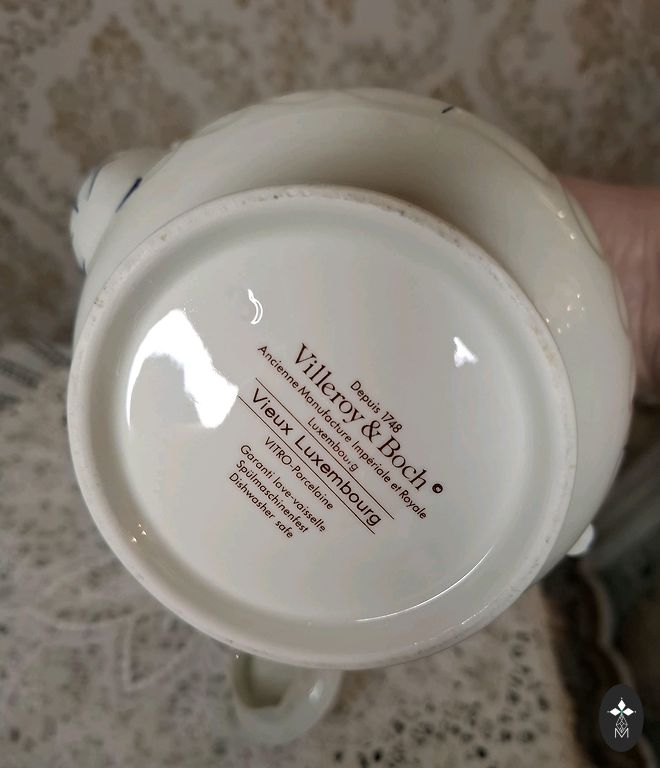 Depuis 1748
Villeroy & Boch ©
Ancienne Manufacture Impériale et Royale
Luxembourg
Vieux Luxembourg
VITRO-Porcelaine
Garanti lave-vaisselle
Spülmaschinenfest
Dishwasher safe
M